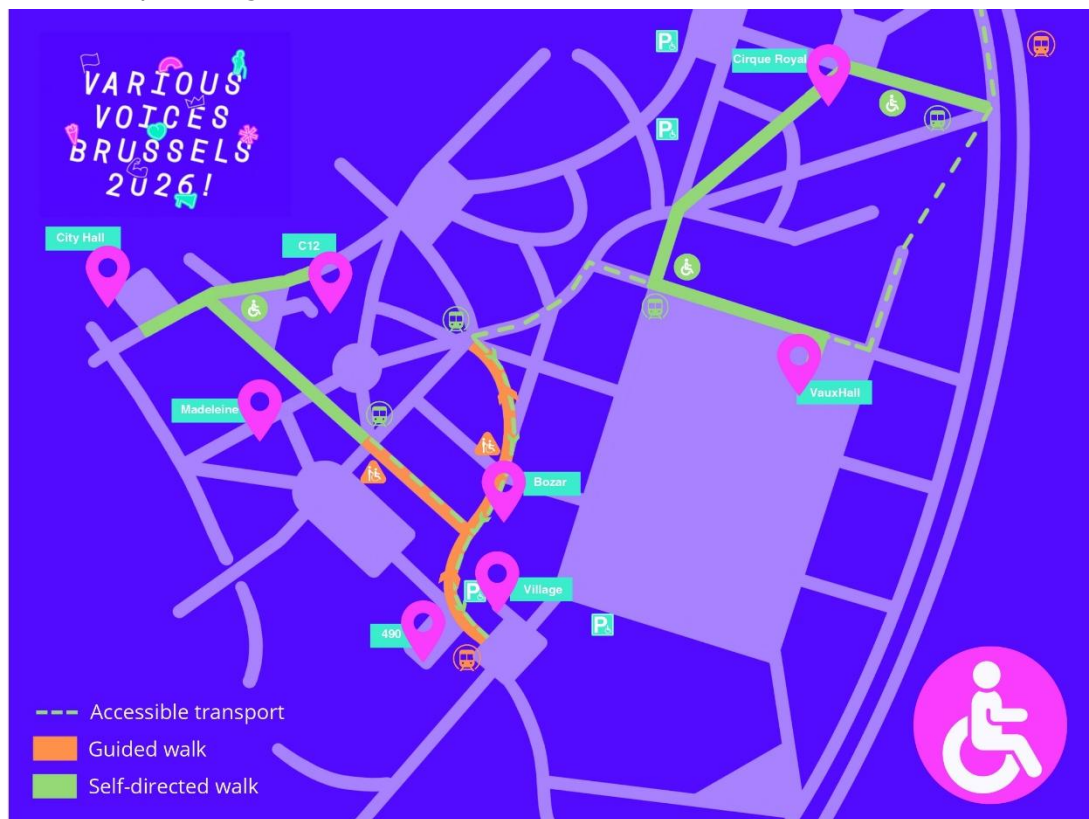 VARIOUS
VOICES
BRUSSELS
2026!
Cirque Royal
City Hall
C12
VauxHall
Madeleine
Bozar
Village
490
P
P
P
P
Accessible transport
Guided walk
Self-directed walk